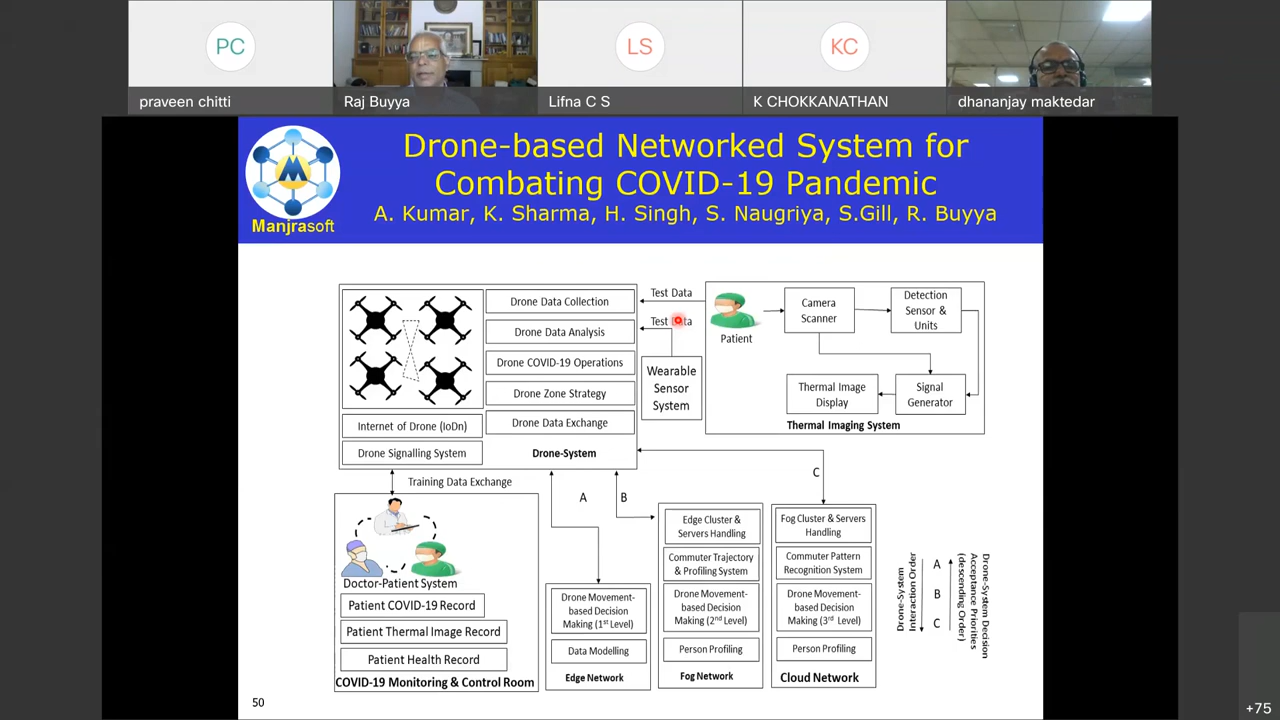 PC
LS
KC
praveen chitti
Raj Buyya
Lifna C S
K CHOKKANATHAN
dhananjay maktedar
Drone-based Networked System for
Combating COVID-19 Pandemic
A. Kumar, K. Sharma, H. Singh, S. Naugriya, S.Gill, R. Buyya
M
Manjrasoft
Drone Data Collection
Drone Data Analysis
Drone COVID-19 Operations
Drone Zone Strategy
Drone Data Exchange
Internet of Drone (IoDn)
Drone Signalling System
Drone-System
Test Data
Test Data
Wearable
Sensor
System
Patient
Camera
Scanner
Detection
Sensor &
Units
Thermal Image
Display
Signal
Generator
Thermal Imaging System
Training Data Exchange
A
B
C
Doctor-Patient System
Patient COVID-19 Record
Patient Thermal Image Record
Patient Health Record
COVID-19 Monitoring & Control Room
Drone Movement-
based Decision
Making (1st Level)
Data Modelling
Edge Network
Edge Cluster &
Servers Handling
Commuter Trajectory
& Profiling System
Drone Movement-
based Decision
Making (2nd Level)
Person Profiling
Fog Network
Fog Cluster & Servers
Handling
Commuter Pattern
Recognition System
Drone Movement-
based Decision
Making (3rd Level)
Person Profiling
Cloud Network
Drone-System
Interaction Order
A
B
C
Drone-System Decision
Acceptance Priorities
(descending Order)
50
+75